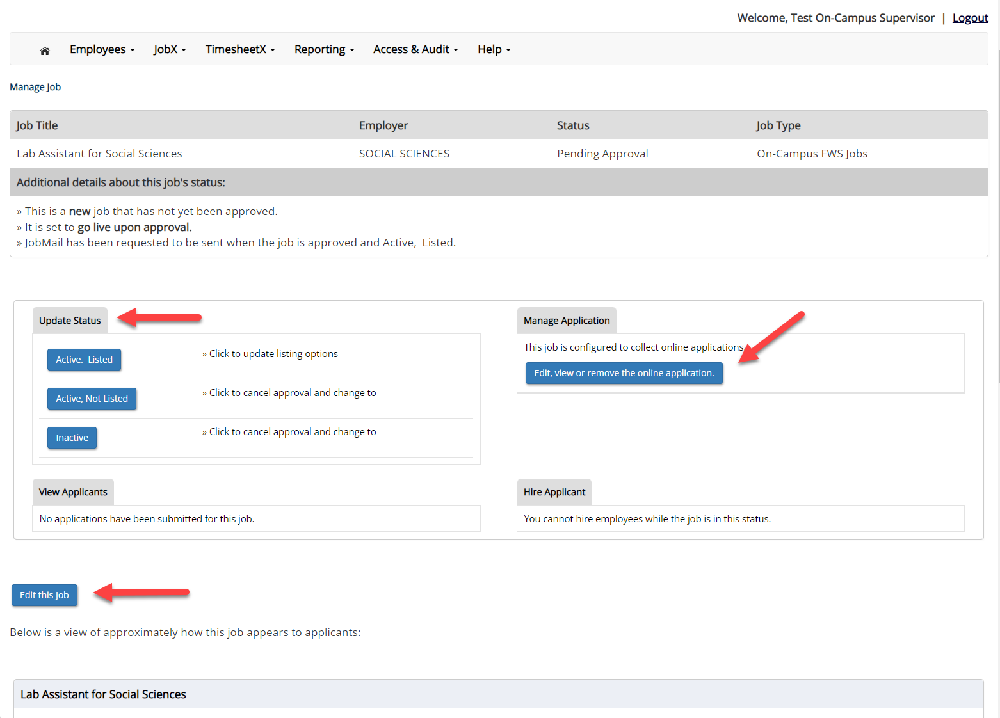 Welcome, Test On-Campus Supervisor | Logout
Employees JobX TimesheetX Reporting Access & Audit Help
Manage Job
Job Title Employer Status Job Type
Lab Assistant for Social Sciences SOCIAL SCIENCES Pending Approval On-Campus FWS Jobs
Additional details about this job's status:
» This is a new job that has not yet been approved.
» It is set to go live upon approval.
» JobMail has been requested to be sent when the job is approved and Active, Listed.
Update Status
Active, Listed » Click to update listing options
Active, Not Listed » Click to cancel approval and change to
Inactive » Click to cancel approval and change to
Manage Application
This job is configured to collect online applications
Edit, view or remove the online application.
View Applicants
No applications have been submitted for this job.
Hire Applicant
You cannot hire employees while the job is in this status.
Edit this Job
Below is a view of approximately how this job appears to applicants:
Lab Assistant for Social Sciences